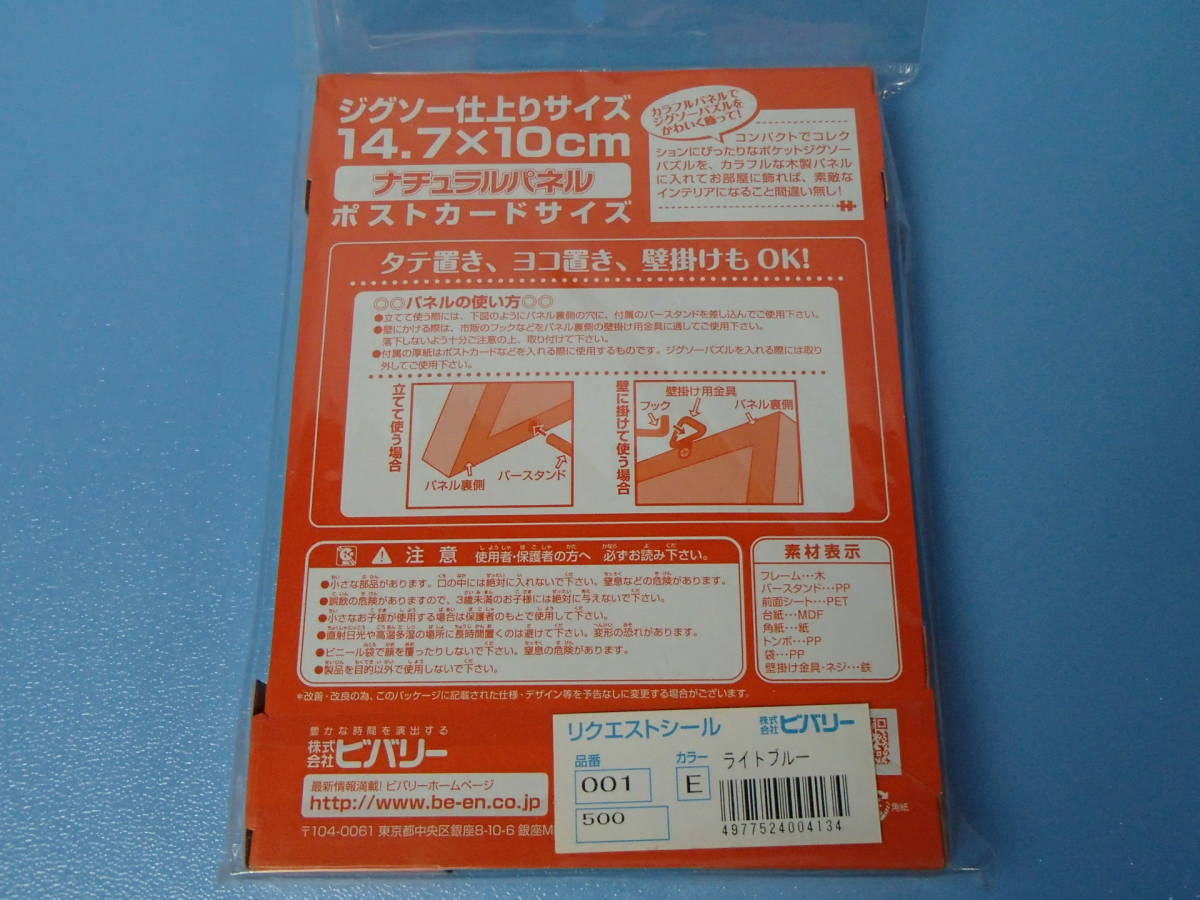 ジグソー仕上りサイズ
14.7×10cm
ナチュラルパネル
ポストカードサイズ
カラフルパネルで
ジグソーパズルを
かわいく飾って!
コンパクトでコレク
ションにぴったりなポケットジグソー
パズルを、カラフルな木製パネル
に入れてお部屋に飾れば、素敵な
インテリアになること間違い無し!
タテ置き、ヨコ置き、壁掛けも OK!
◎◎パネルの使い方◎◎
●立てて使う際には、下図のようにパネル裏側の穴に、付属のバースタンドを差し込んでご使用下さい。
●壁にかける際は、市販のフックなどをパネル裏側の壁掛け用金具に通してご使用下さい。
落下しないよう十分ご注意の上、取り付けて下さい。
●付属の厚紙はポストカードなどを入れる際に使用するものです。ジグソーパズルを入れる際には取り
外してご使用下さい。
立てて使う場合
パネル裏側
バースタンド
壁に掛けて使う場合
壁掛け用金具
フック
パネル裏側
注意 使用者・保護者の方へ 必ずお読み下さい。
●小さな部品があります。口の中には絶対に入れないで下さい。窒息などの危険があります。
●誤飲の危険がありますので、3歳未満のお子様には絶対に与えないで下さい。
●小さなお子様が使用する場合は保護者のもとで使用して下さい。
●直射日光や高温多湿の場所に長時間置くのは避けて下さい。変形の恐れがあります。
●ビニール袋で頭を覆ったりしないで下さい。窒息の危険があります。
●製品を目的以外で使用しないで下さい。
素材表示
フレーム…木
バースタンド…PP
前面シート…PET
台紙…MDF
角紙…紙
トンボ…PP
袋…PP
壁掛け金具・ネジ…鉄
*改善・改良の為、このパッケージに記載された仕様・デザイン等を予告なしに変更する場合がございます。
豊かな時間を演出する
株式会社ビバリー
最新情報満載! ビバリーホームページ
http://www.be-en.co.jp
〒104-0061 東京都中央区銀座8-10-6 銀座M
リクエストシール
株式会社ビバリー
品番
001
カラー
E
ライトブルー
500
4977524004134
角紙